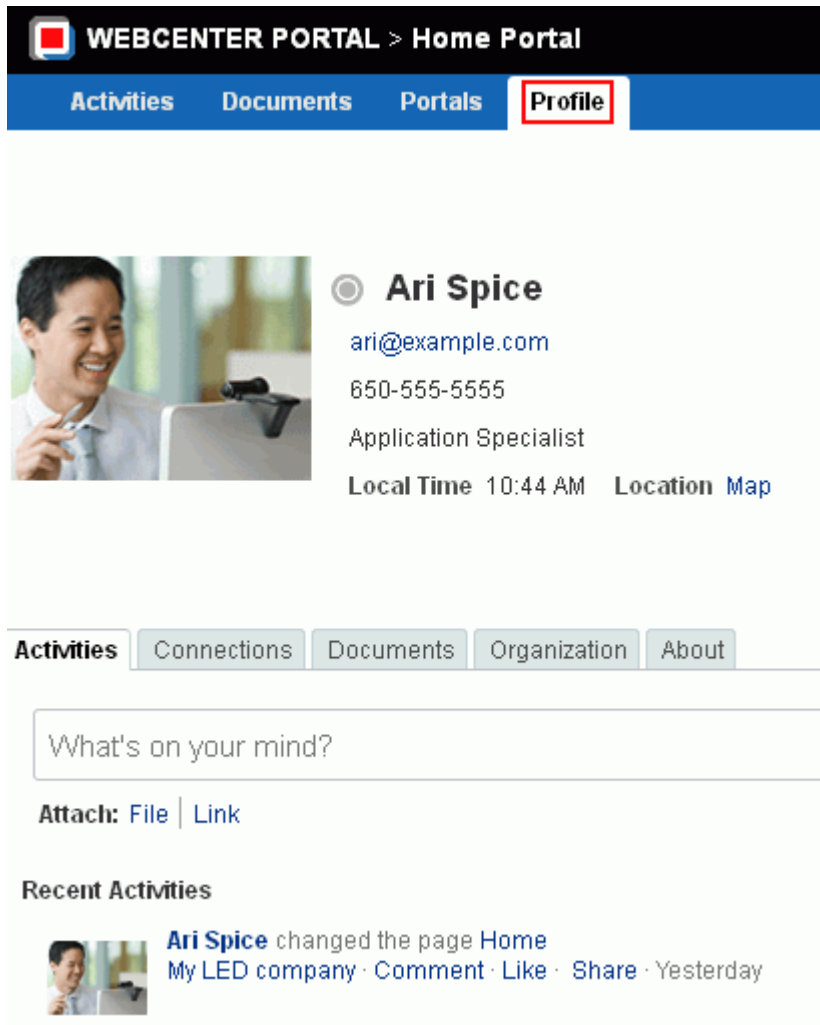 WEBCENTER PORTAL > Home Portal
Activities Documents Portals Profile
Ari Spice
ari@example.com
650-555-5555
Application Specialist
Local Time 10:44 AM Location Map
Activities Connections Documents Organization About
What's on your mind?
Attach: File | Link
Recent Activities
Ari Spice changed the page Home
My LED company · Comment · Like · Share · Yesterday